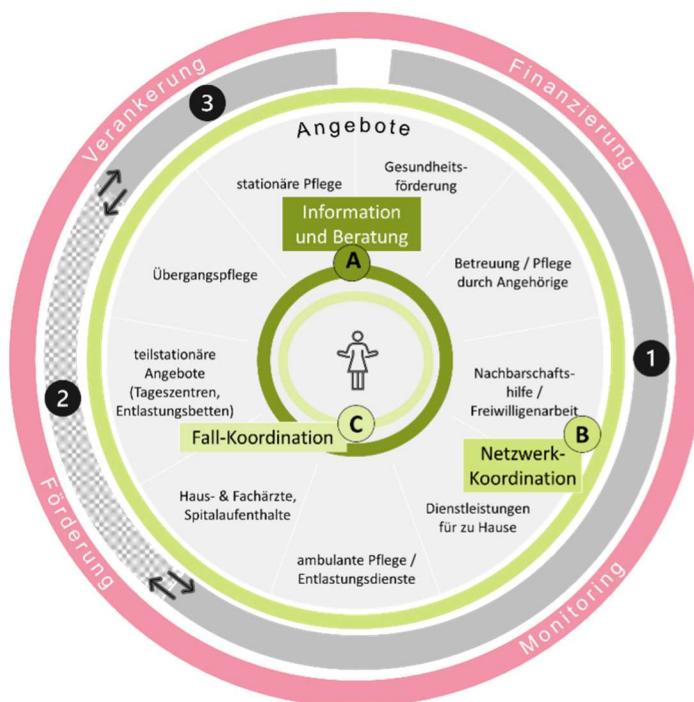 Verankerung
Finanzierung
3
Angebote
Gesundheits-
förderung
stationäre Pflege
Information
und Beratung
A
Übergangspflege
Betreuung / Pflege
durch Angehörige
1
teilstationäre
Angebote
(Tageszentren,
Entlastungsbetten)
2
Nachbarschafts-
hilfe /
Freiwilligenarbeit
B
C
Fall-Koordination
Netzwerk-
Koordination
Haus- & Fachärzte,
Spitalaufenthalte
Dienstleistungen
für zu Hause
ambulante Pflege /
Entlastungsdienste
Förderung
Monitoring